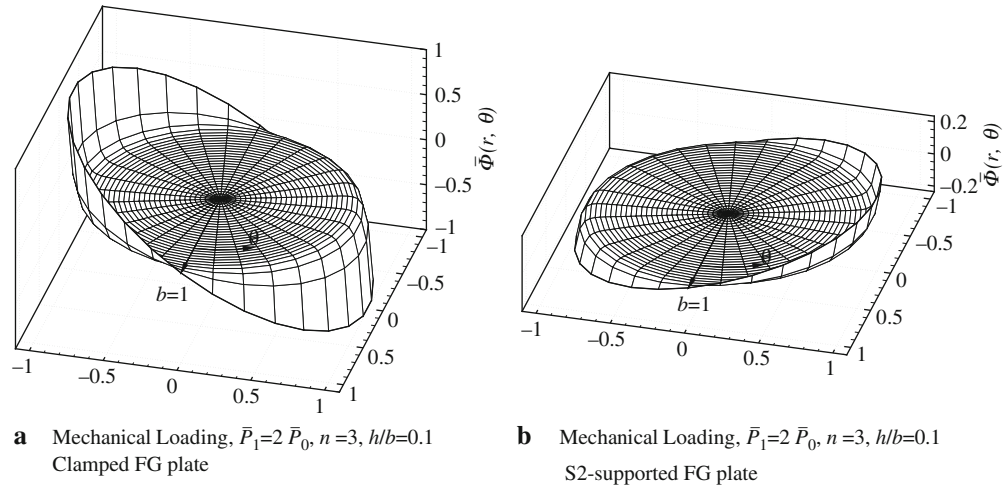 1
0.5
0
−0.5
−1
Φ̄(r, θ)
−1
−0.5
0
0.5
1
θ
b=1
−1
−0.5
0
0.5
1
0.2
0
−0.2
Φ̄(r, θ)
−1
−0.5
0
0.5
1
θ
b=1
−1
−0.5
0
0.5
1
a Mechanical Loading, P̄1=2 P̄0, n =3, h/b=0.1
Clamped FG plate
b Mechanical Loading, P̄1=2 P̄0, n =3, h/b=0.1
S2-supported FG plate